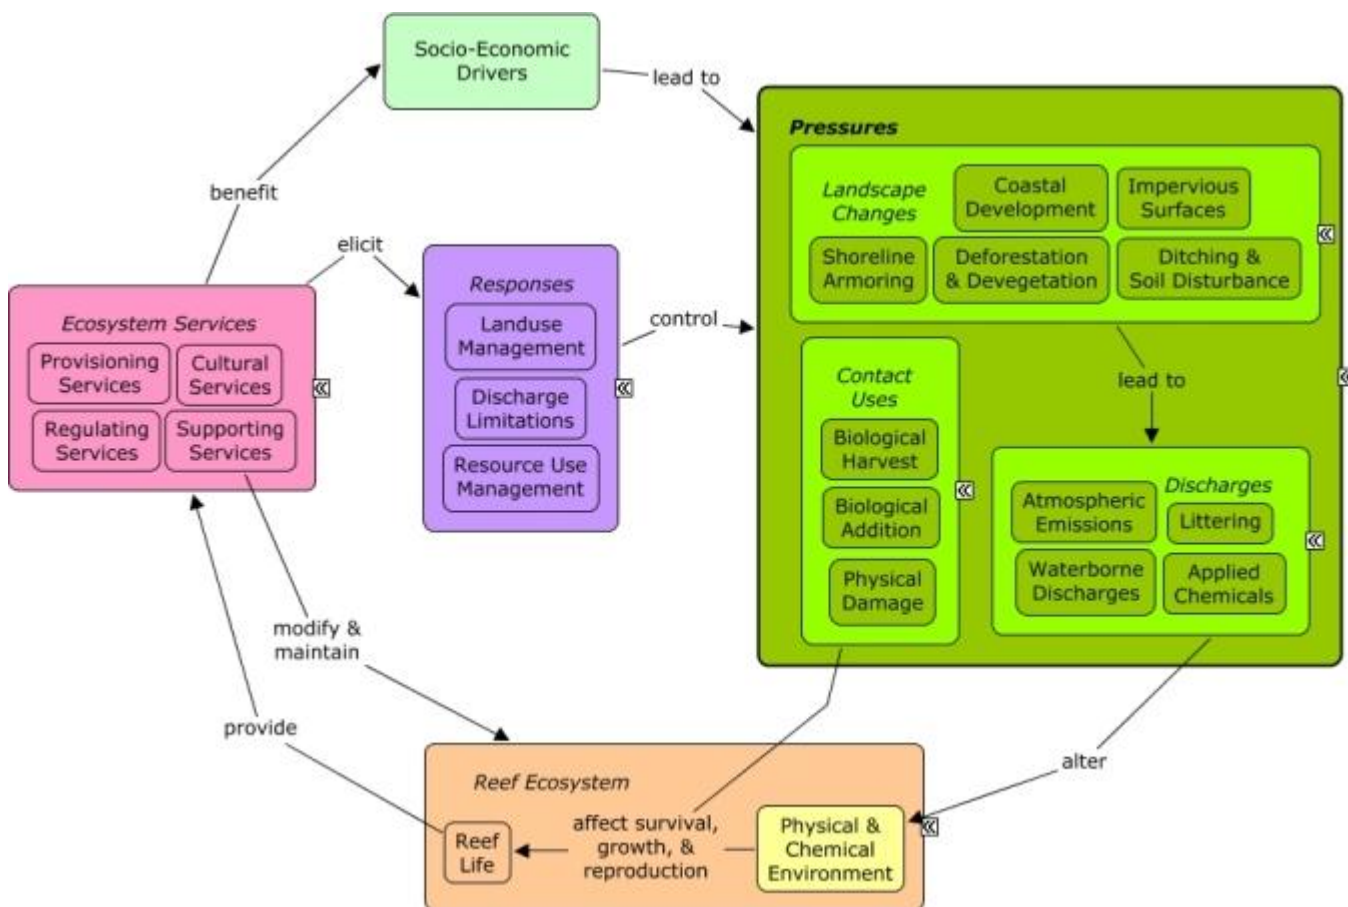 Socio-Economic
Drivers
lead to
Pressures
Landscape
Changes
Coastal
Development
Impervious
Surfaces
Shoreline
Armoring
Deforestation
& Devegetation
Ditching &
Soil Disturbance
benefit
elicit
Responses
Landuse
Management
Discharge
Limitations
Resource Use
Management
control
Ecosystem Services
Provisioning
Services
Cultural
Services
Regulating
Services
Supporting
Services
Contact
Uses
Biological
Harvest
Biological
Addition
Physical
Damage
lead to
Discharges
Atmospheric
Emissions
Littering
Waterborne
Discharges
Applied
Chemicals
modify &
maintain
provide
alter
Reef Ecosystem
Reef
Life
affect survival,
growth, &
reproduction
Physical &
Chemical
Environment